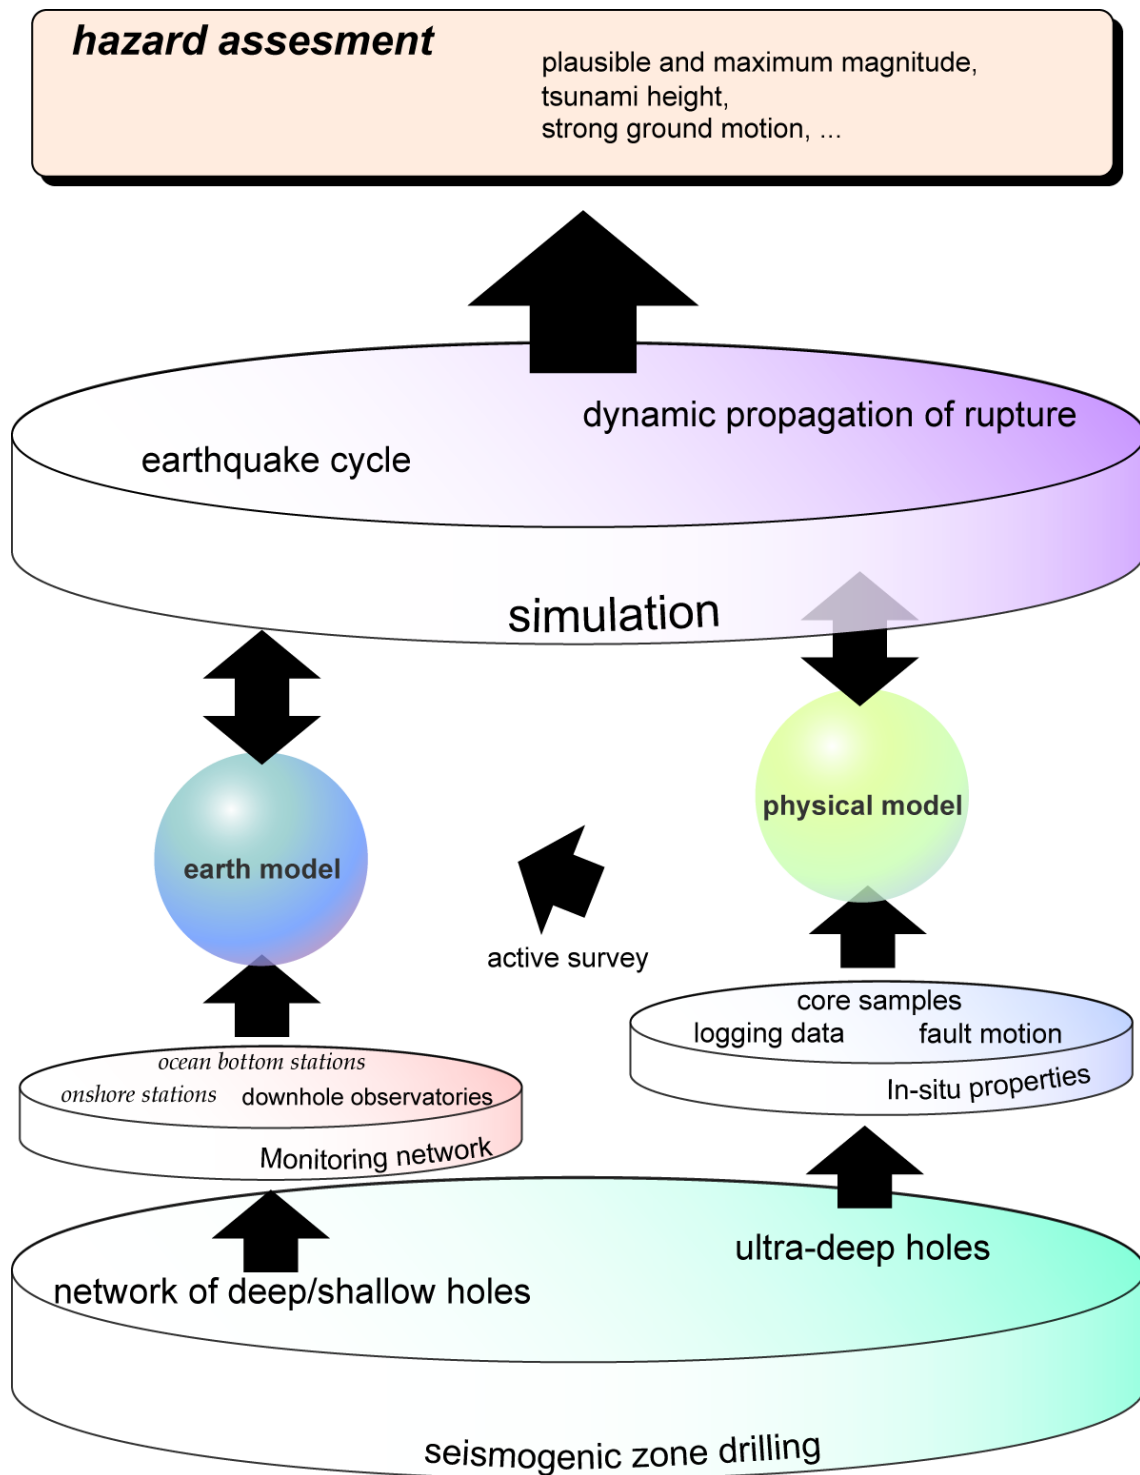 hazard assesment
plausible and maximum magnitude,
tsunami height,
strong ground motion, ...
dynamic propagation of rupture
earthquake cycle
simulation
physical model
earth model
active survey
core samples
logging data
fault motion
In-situ properties
ocean bottom stations
onshore stations
downhole observatories
Monitoring network
ultra-deep holes
network of deep/shallow holes
seismogenic zone drilling